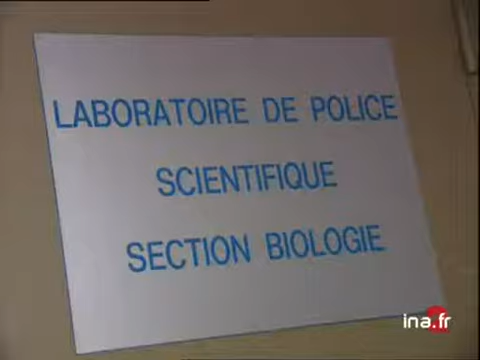 LABORATOIRE DE POLICE
SCIENTIFIQUE
SECTION BIOLOGIE
ina.fr